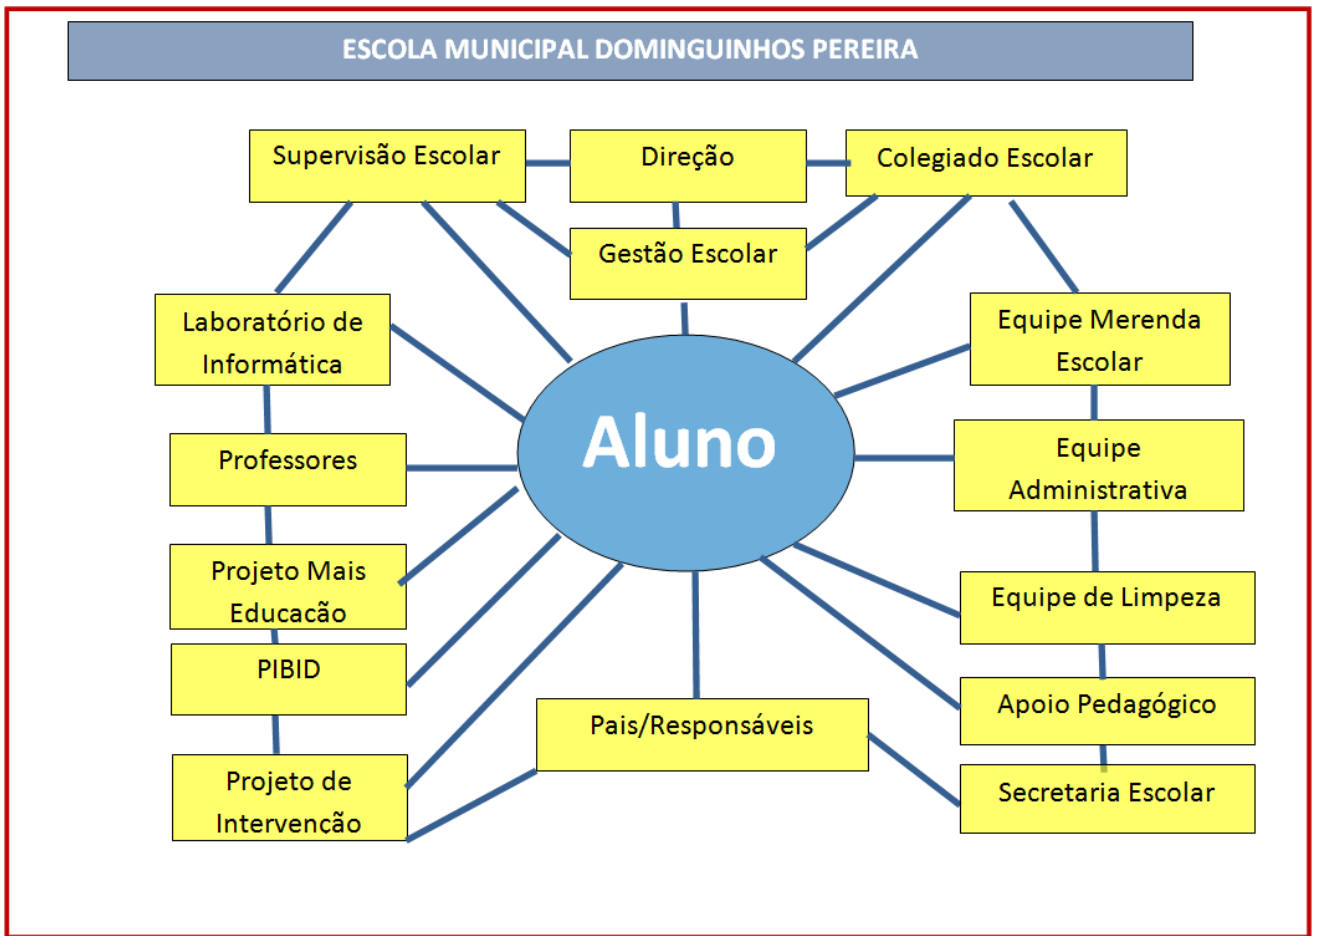 ESCOLA MUNICIPAL DOMINGUINHOS PEREIRA
Supervisão Escolar
Direção
Colegiado Escolar
Gestão Escolar
Laboratório de
Informática
Equipe Merenda
Escolar
Aluno
Professores
Equipe
Administrativa
Projeto Mais
Educacão
Equipe de Limpeza
PIBID
Apoio Pedagógico
Pais/Responsáveis
Projeto de
Intervenção
Secretaria Escolar